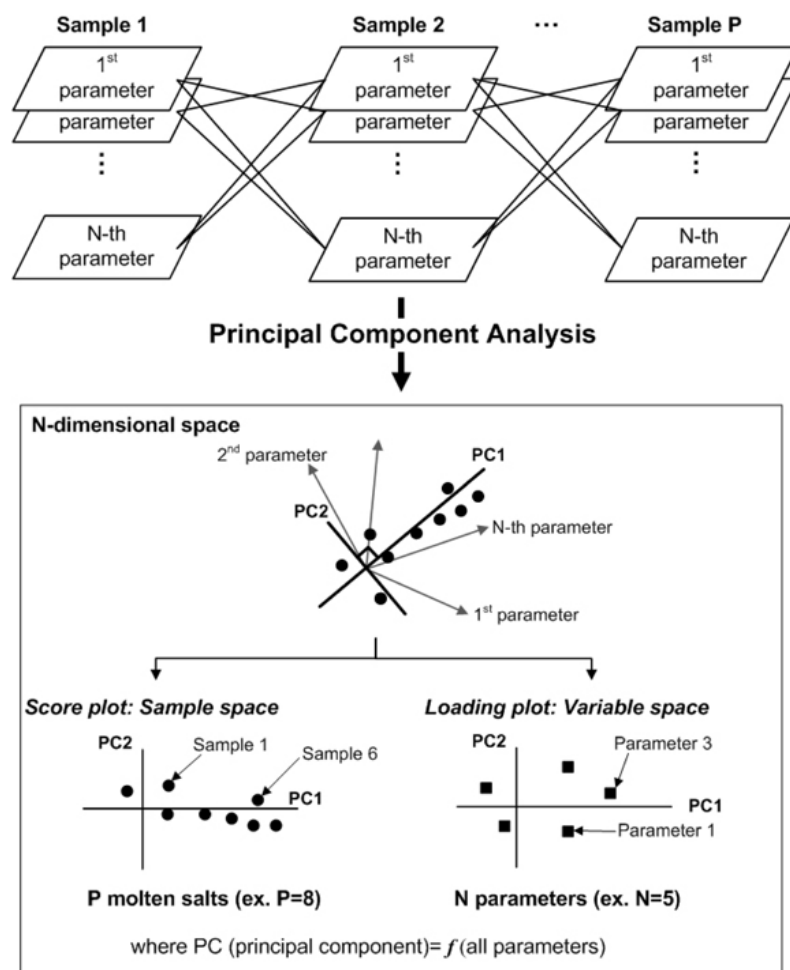 Sample 1 Sample 2 ... Sample P
1st parameter 1st parameter 1st parameter
parameter parameter parameter
⋮ ⋮ ⋮
N-th parameter N-th parameter N-th parameter
Principal Component Analysis
N-dimensional space
2nd parameter
PC1
PC2
N-th parameter
1st parameter
Score plot: Sample space
Loading plot: Variable space
PC2
Sample 1
Sample 6
PC1
PC2
Parameter 3
PC1
Parameter 1
P molten salts (ex. P=8)
N parameters (ex. N=5)
where PC (principal component)= f (all parameters)